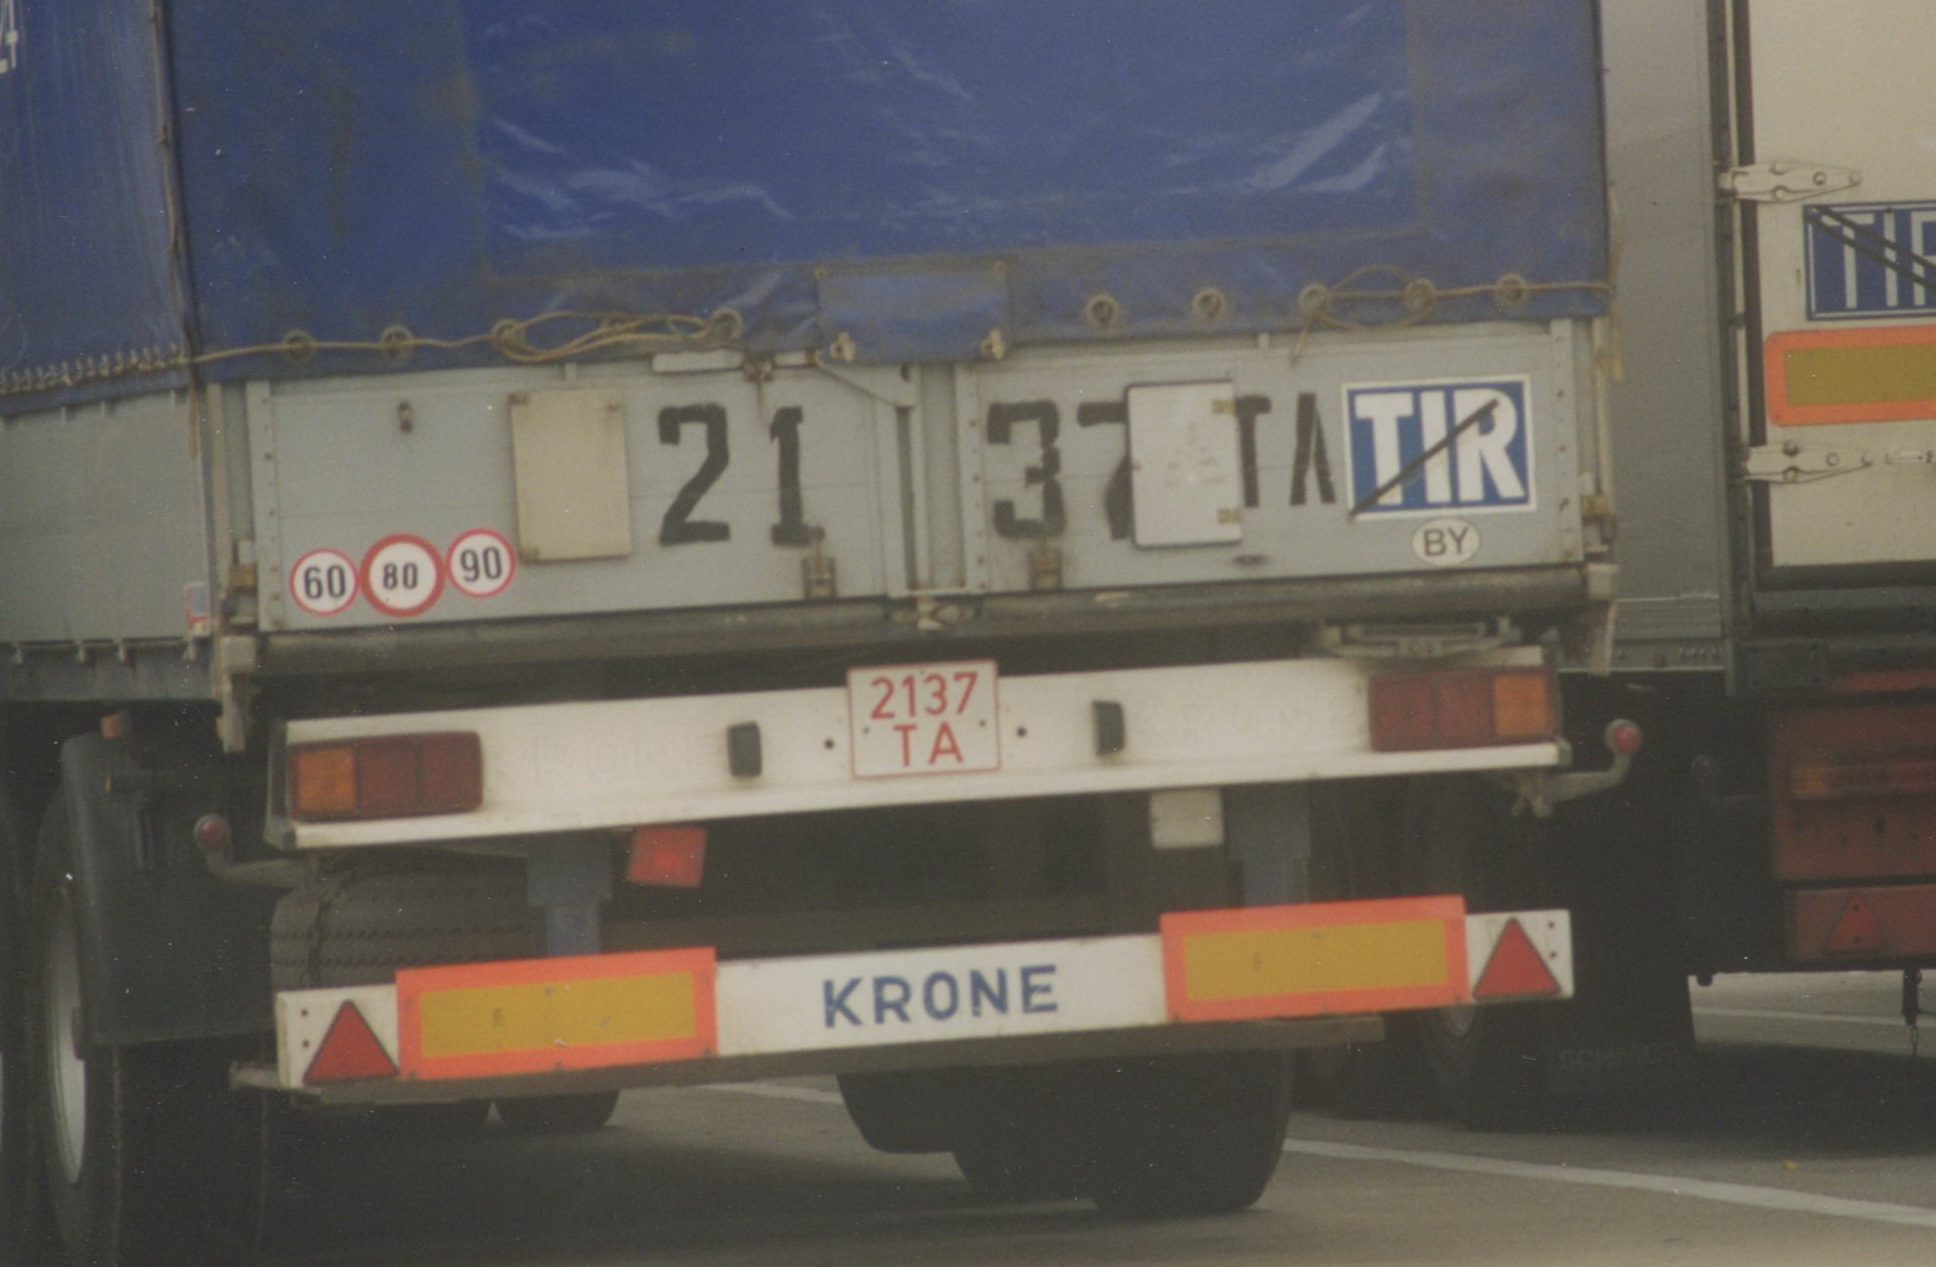 21 37 TA TIR
BY
60 80 90
2137
TA
KRONE
TIR